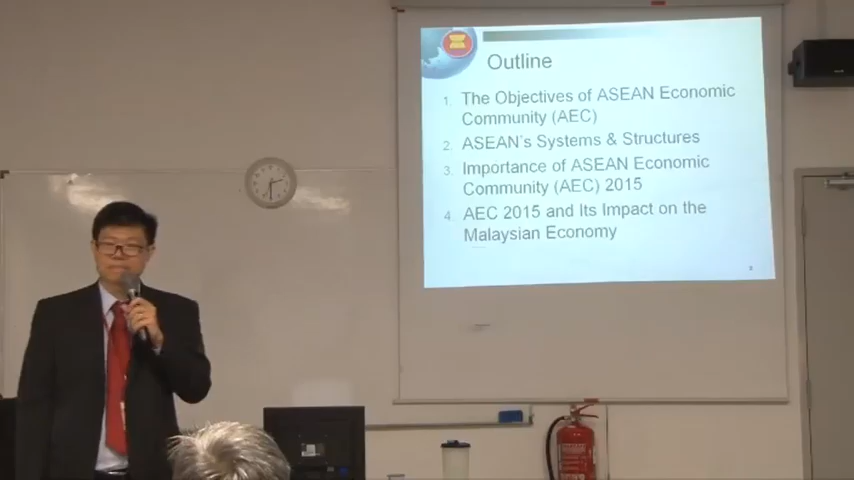 Outline
1. The Objectives of ASEAN Economic
Community (AEC)
2. ASEAN's Systems & Structures
3. Importance of ASEAN Economic
Community (AEC) 2015
4. AEC 2015 and Its Impact on the
Malaysian Economy